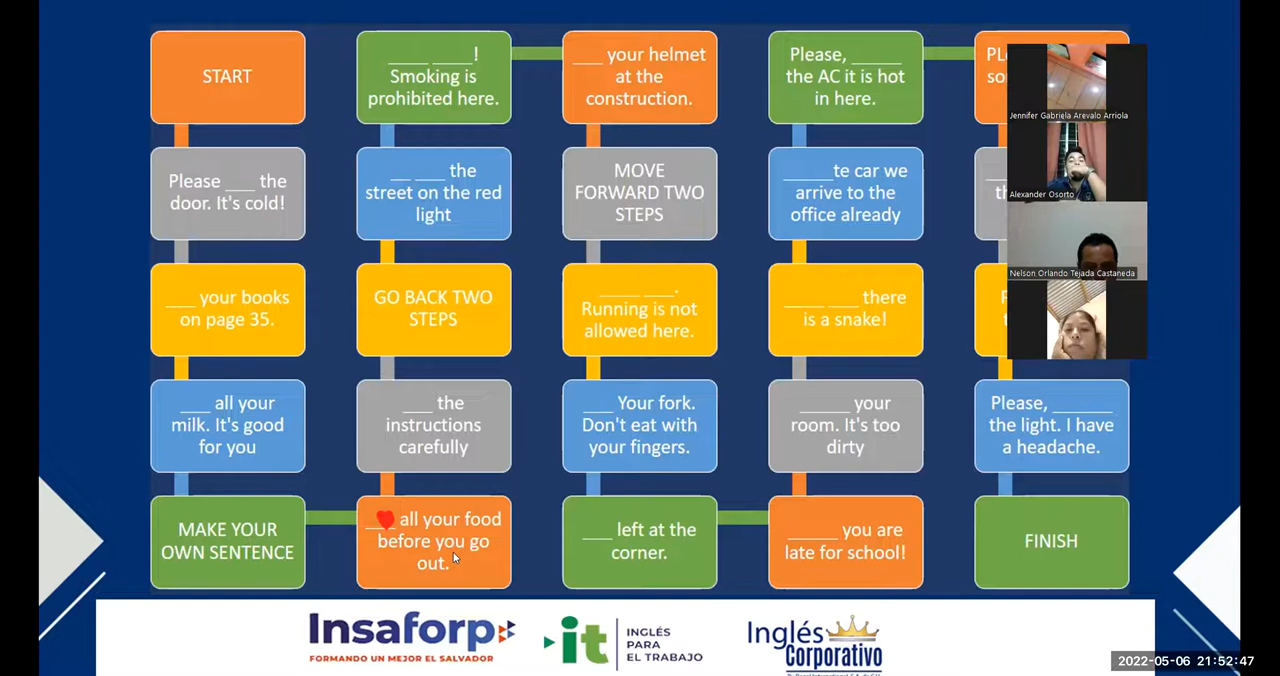 START
Please ___ the
door. It's cold!
___ your books
on page 35.
___ all your
milk. It's good
for you
MAKE YOUR
OWN SENTENCE
___ all your food
before you go
out.
___ the
instructions
carefully
GO BACK TWO
STEPS
__ ___ the
street on the red
light
____ ____!
Smoking is
prohibited here.
___ your helmet
at the
construction.
MOVE
FORWARD TWO
STEPS
_____ ___.
Running is not
allowed here.
___ Your fork.
Don't eat with
your fingers.
___ left at the
corner.
_____ you are
late for school!
_____ your
room. It's too
dirty
____ ___ there
is a snake!
_____te car we
arrive to the
office already
Please, _____
the AC it is hot
in here.
Please, ______
the light. I have
a headache.
FINISH
Jennifer Gabriela Arevalo Arriola
Alexander Osorto
Nelson Orlando Tejada Castaneda
Insaforp
FORMANDO UN MEJOR EL SALVADOR
it
INGLÉS
PARA
EL TRABAJO
Inglés
Corporativo
2022-05-06 21:52:47